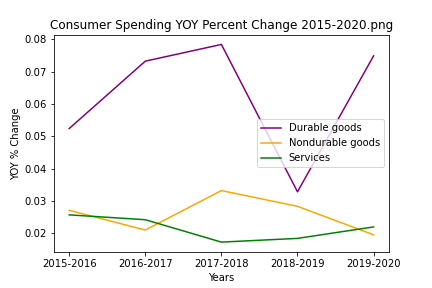 Consumer Spending YOY Percent Change 2015-2020.png
0.08
0.07
0.06
0.05
0.04
0.03
0.02
YOY % Change
Durable goods
Nondurable goods
Services
2015-2016 2016-2017 2017-2018 2018-2019 2019-2020
Years